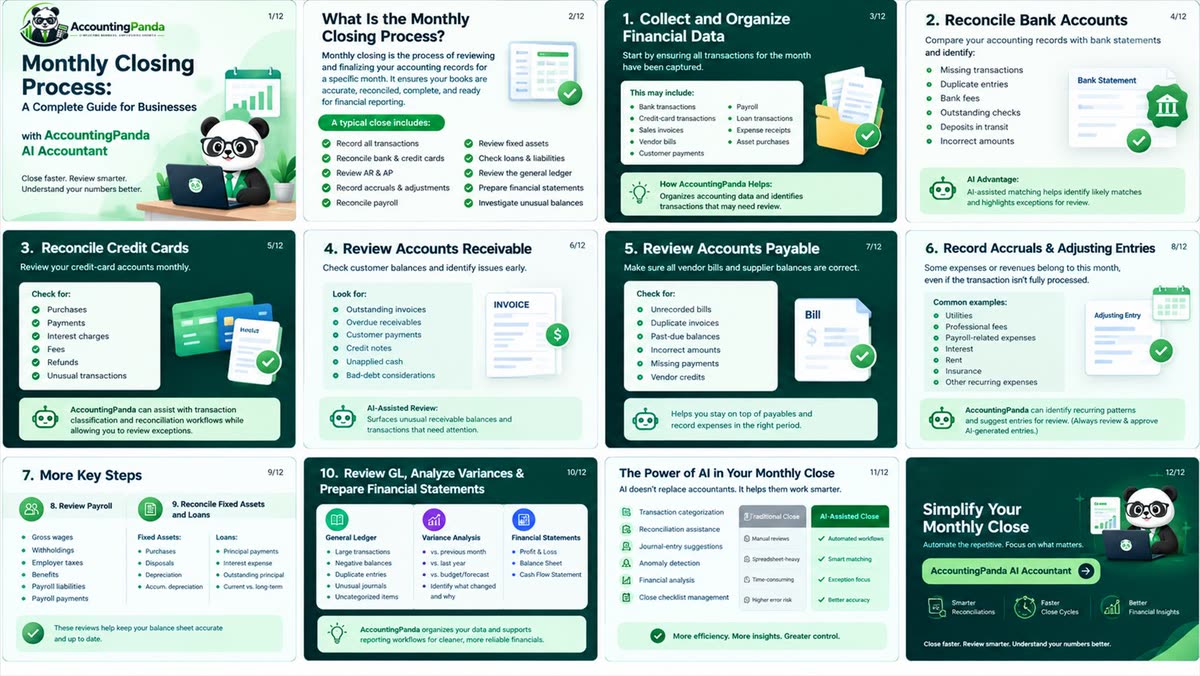 AccountingPanda
1/12
Monthly Closing
Process:
A Complete Guide for Businesses
with AccountingPanda
AI Accountant
Close faster. Review smarter.
Understand your numbers better.
2/12
What Is the Monthly
Closing Process?
Monthly closing is the process of reviewing
and finalizing your accounting records for
a specific month. It ensures your books are
accurate, reconciled, complete, and ready
for financial reporting.
A typical close includes:
Record all transactions
Reconcile bank & credit cards
Review AR & AP
Record accruals & adjustments
Reconcile payroll
Review fixed assets
Check loans & liabilities
Review the general ledger
Prepare financial statements
Investigate unusual balances
3/12
1. Collect and Organize
Financial Data
Start by ensuring all transactions for the month
have been captured.
This may include:
Bank transactions
Credit-card transactions
Sales invoices
Vendor bills
Customer payments
Payroll
Loan transactions
Expense receipts
Asset purchases
How AccountingPanda Helps:
Organizes accounting data and identifies
transactions that may need review.
4/12
2. Reconcile Bank Accounts
Compare your accounting records with bank statements
and identify:
Missing transactions
Duplicate entries
Bank fees
Outstanding checks
Deposits in transit
Incorrect amounts
Bank Statement
AI Advantage:
AI-assisted matching helps identify likely matches
and highlights exceptions for review.
5/12
3. Reconcile Credit Cards
Review your credit-card accounts monthly.
Check for:
Purchases
Payments
Interest charges
Fees
Refunds
Unusual transactions
AccountingPanda can assist with transaction
classification and reconciliation workflows while
allowing you to review exceptions.
6/12
4. Review Accounts Receivable
Check customer balances and identify issues early.
Look for:
Outstanding invoices
Overdue receivables
Customer payments
Credit notes
Unapplied cash
Bad-debt considerations
INVOICE
$
AI-Assisted Review:
Surfaces unusual receivable balances and
transactions that need attention.
7/12
5. Review Accounts Payable
Make sure all vendor bills and supplier balances are correct.
Check for:
Unrecorded bills
Duplicate invoices
Past-due balances
Incorrect amounts
Missing payments
Vendor credits
Bill
$
Helps you stay on top of payables and
record expenses in the right period.
8/12
6. Record Accruals & Adjusting Entries
Some expenses or revenues belong to this month,
even if the transaction isn't fully processed.
Common examples:
Utilities
Professional fees
Payroll-related expenses
Interest
Rent
Insurance
Other recurring expenses
Adjusting Entry
AccountingPanda can identify recurring patterns
and suggest entries for review. (Always review & approve
AI-generated entries.)
9/12
7. More Key Steps
8. Review Payroll
Gross wages
Withholdings
Employer taxes
Benefits
Payroll liabilities
Payroll payments
9. Reconcile Fixed Assets
and Loans
Fixed Assets:
Purchases
Disposals
Depreciation
Accum. depreciation
Loans:
Principal payments
Interest expense
Outstanding principal
Current vs. long-term
These reviews help keep your balance sheet accurate
and up to date.
10/12
10. Review GL, Analyze Variances &
Prepare Financial Statements
General Ledger
Large transactions
Negative balances
Duplicate entries
Unusual journals
Uncategorized items
Variance Analysis
vs. previous month
vs. last year
vs. budget/forecast
Identify what changed
and why
Financial Statements
Profit & Loss
Balance Sheet
Cash Flow Statement
AccountingPanda organizes your data and supports
reporting workflows for cleaner, more reliable financials.
11/12
The Power of AI in Your Monthly Close
AI doesn't replace accountants. It helps them work smarter.
Transaction categorization
Reconciliation assistance
Journal-entry suggestions
Anomaly detection
Financial analysis
Close checklist management
Traditional Close
Manual reviews
Spreadsheet-heavy
Time-consuming
Higher error risk
AI-Assisted Close
Automated workflows
Smart matching
Exception focus
Better accuracy
More efficiency. More insights. Greater control.
12/12
Simplify Your
Monthly Close
Automate the repetitive. Focus on what matters.
AccountingPanda AI Accountant
Smarter
Reconciliations
Faster
Close Cycles
Better
Financial Insights
Close faster. Review smarter. Understand your numbers better.